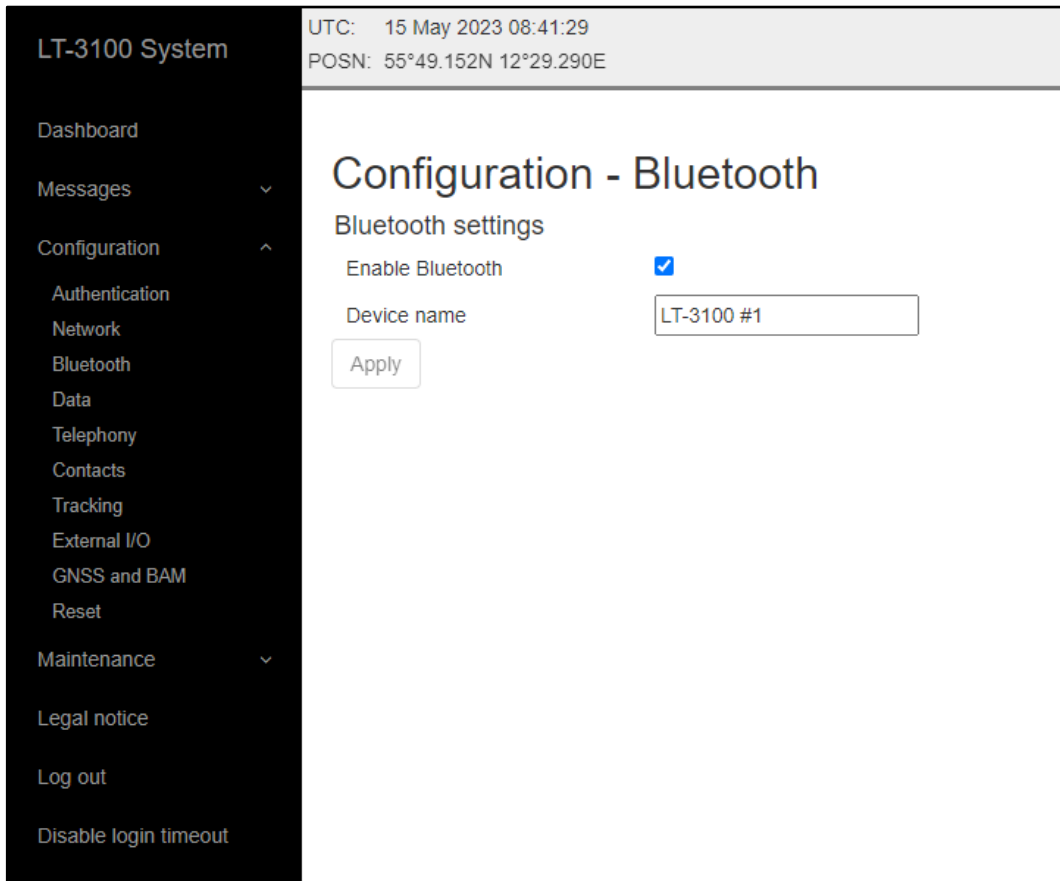 LT-3100 System
Dashboard
Messages
Configuration
Authentication
Network
Bluetooth
Data
Telephony
Contacts
Tracking
External I/O
GNSS and BAM
Reset
Maintenance
Legal notice
Log out
Disable login timeout
UTC: 15 May 2023 08:41:29
POSN: 55°49.152N 12°29.290E
Configuration - Bluetooth
Bluetooth settings
Enable Bluetooth
Device name LT-3100 #1
Apply